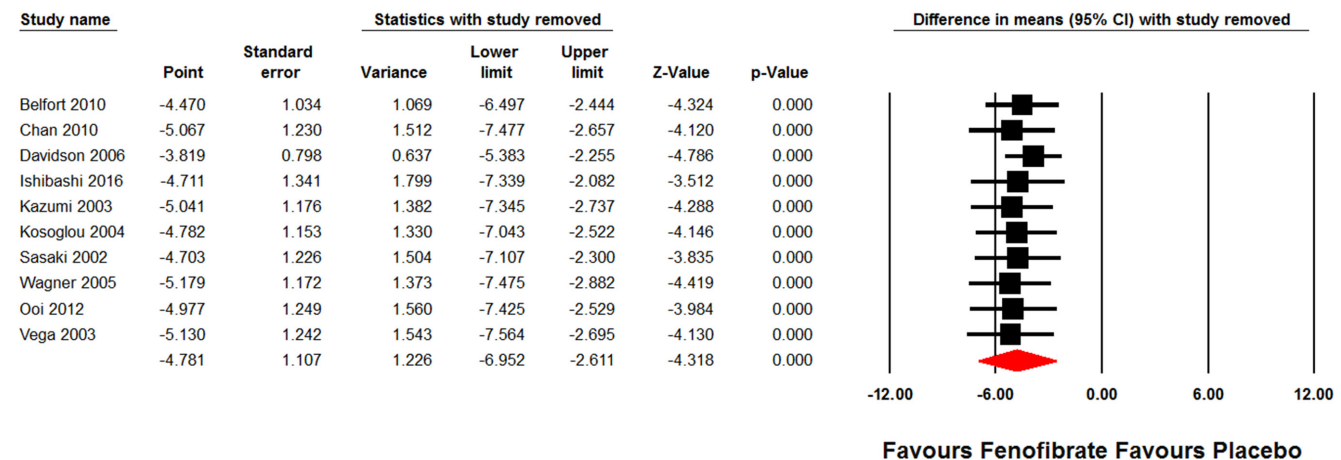 Study name Statistics with study removed Difference in means (95% CI) with study removed
Standard Lower Upper
Point error Variance limit limit Z-Value p-Value
Belfort 2010 -4.470 1.034 1.069 -6.497 -2.444 -4.324 0.000
Chan 2010 -5.067 1.230 1.512 -7.477 -2.657 -4.120 0.000
Davidson 2006 -3.819 0.798 0.637 -5.383 -2.255 -4.786 0.000
Ishibashi 2016 -4.711 1.341 1.799 -7.339 -2.082 -3.512 0.000
Kazumi 2003 -5.041 1.176 1.382 -7.345 -2.737 -4.288 0.000
Kosoglou 2004 -4.782 1.153 1.330 -7.043 -2.522 -4.146 0.000
Sasaki 2002 -4.703 1.226 1.504 -7.107 -2.300 -3.835 0.000
Wagner 2005 -5.179 1.172 1.373 -7.475 -2.882 -4.419 0.000
Ooi 2012 -4.977 1.249 1.560 -7.425 -2.529 -3.984 0.000
Vega 2003 -5.130 1.242 1.543 -7.564 -2.695 -4.130 0.000
-4.781 1.107 1.226 -6.952 -2.611 -4.318 0.000
-12.00 -6.00 0.00 6.00 12.00
Favours Fenofibrate Favours Placebo